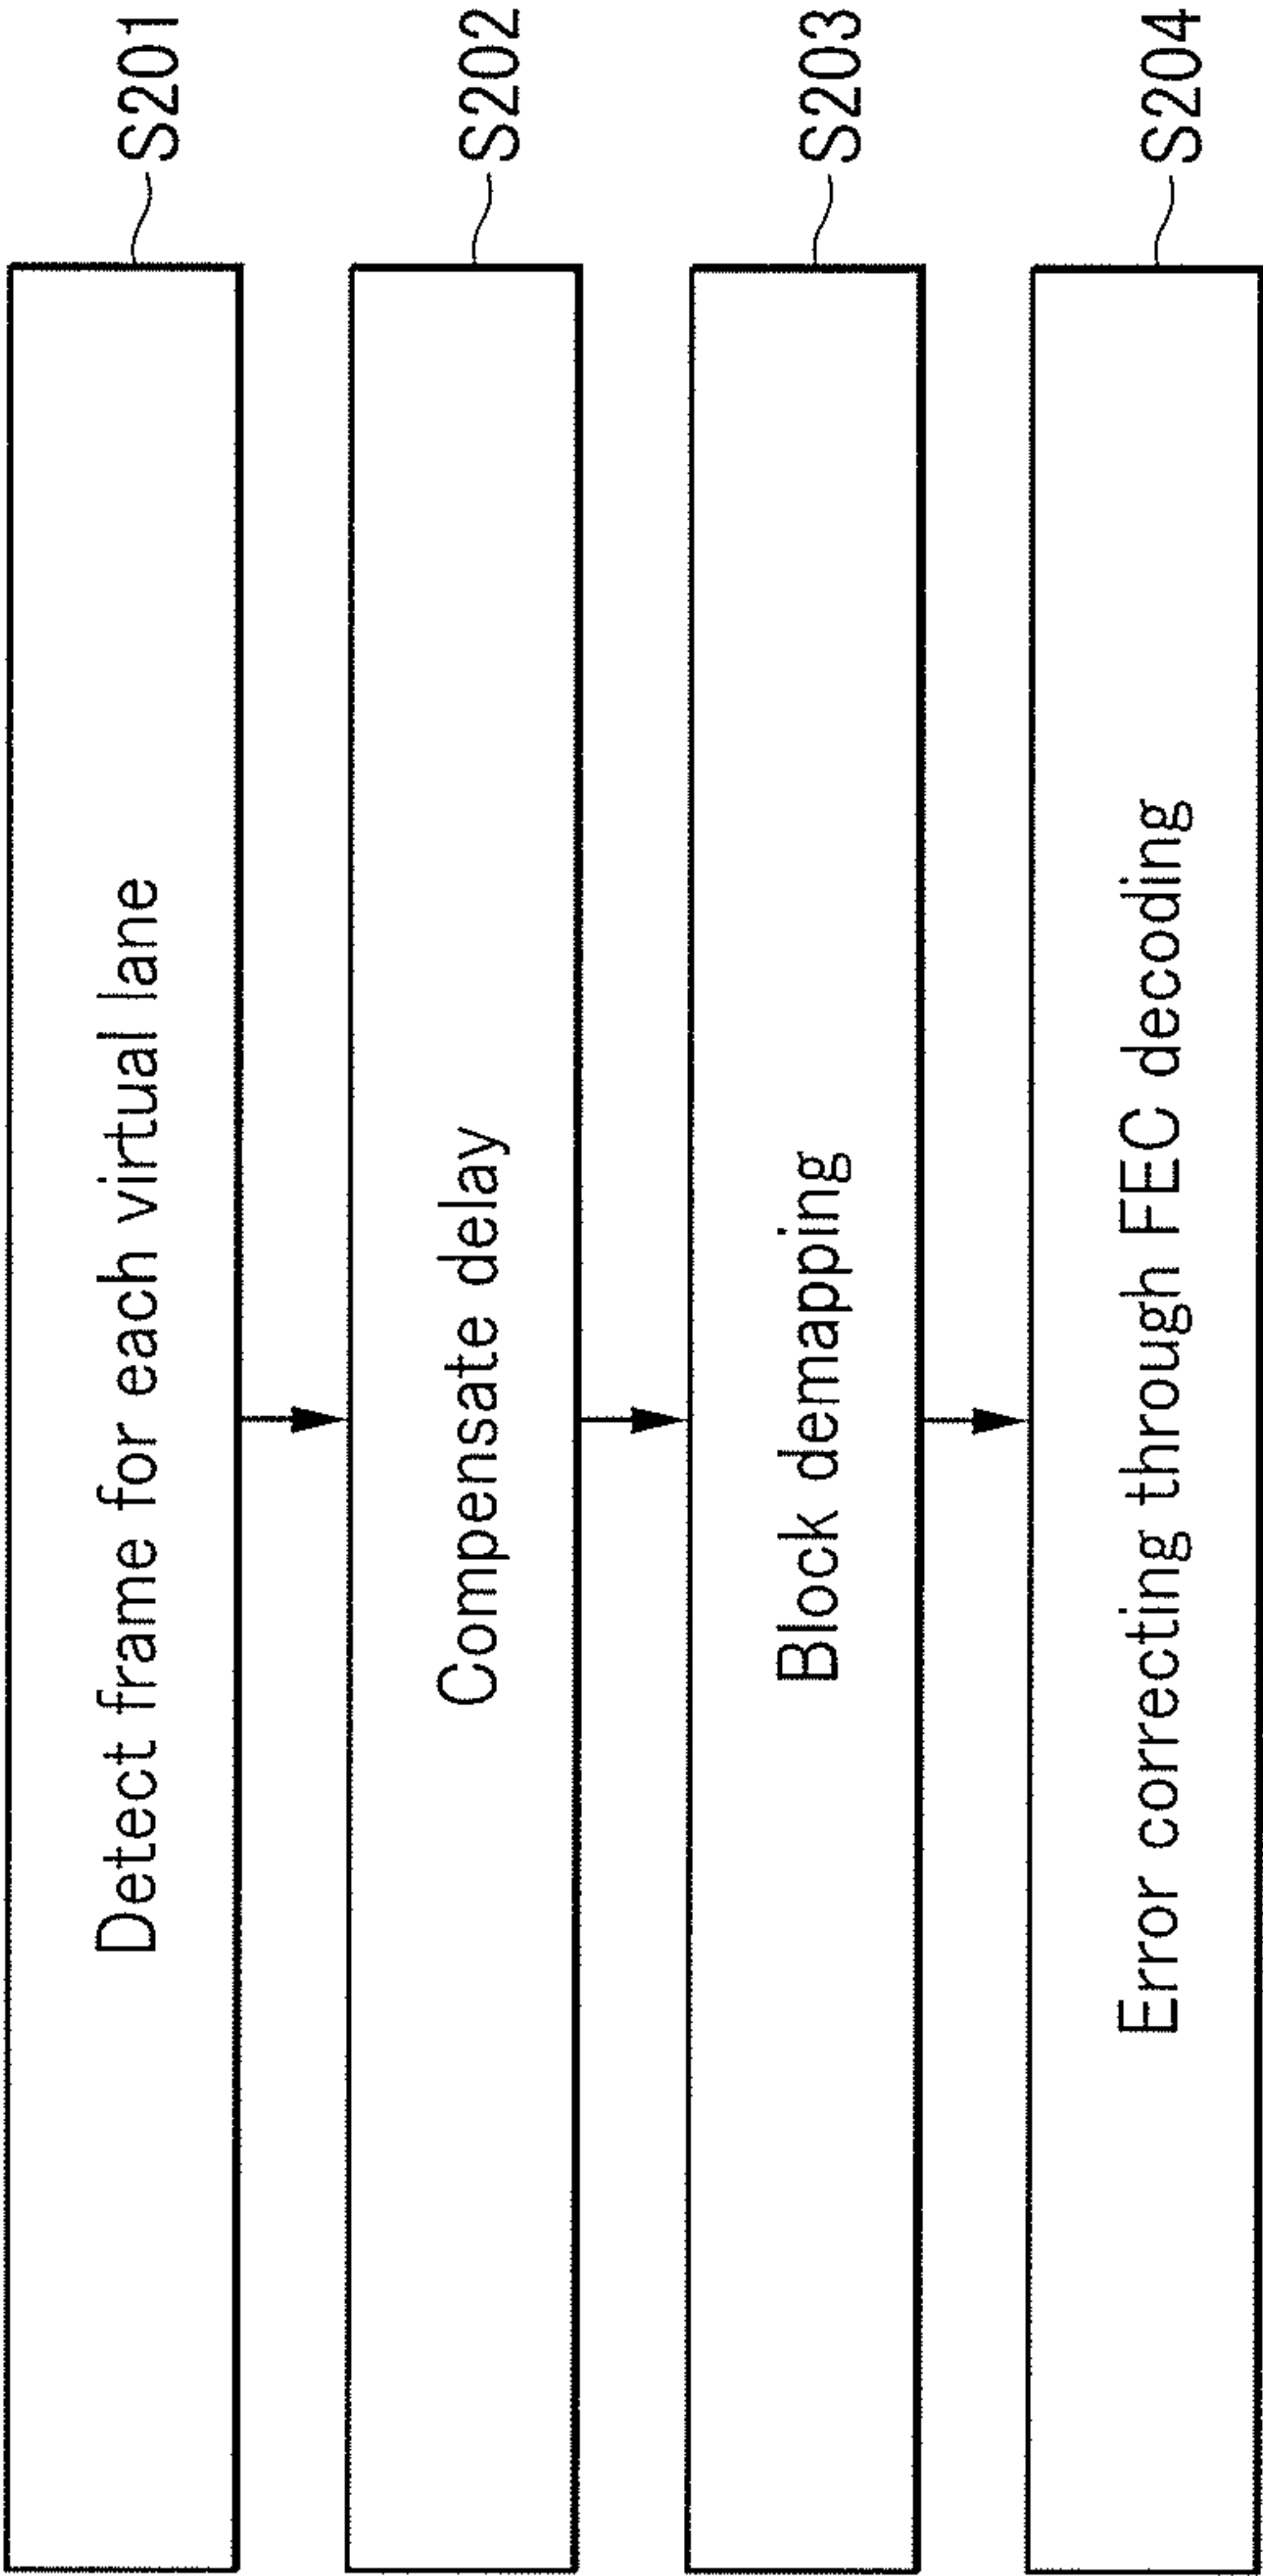 Detect frame for each virtual lane
S201
Compensate delay
S202
Block demapping
S203
Error correcting through FEC decoding
S204